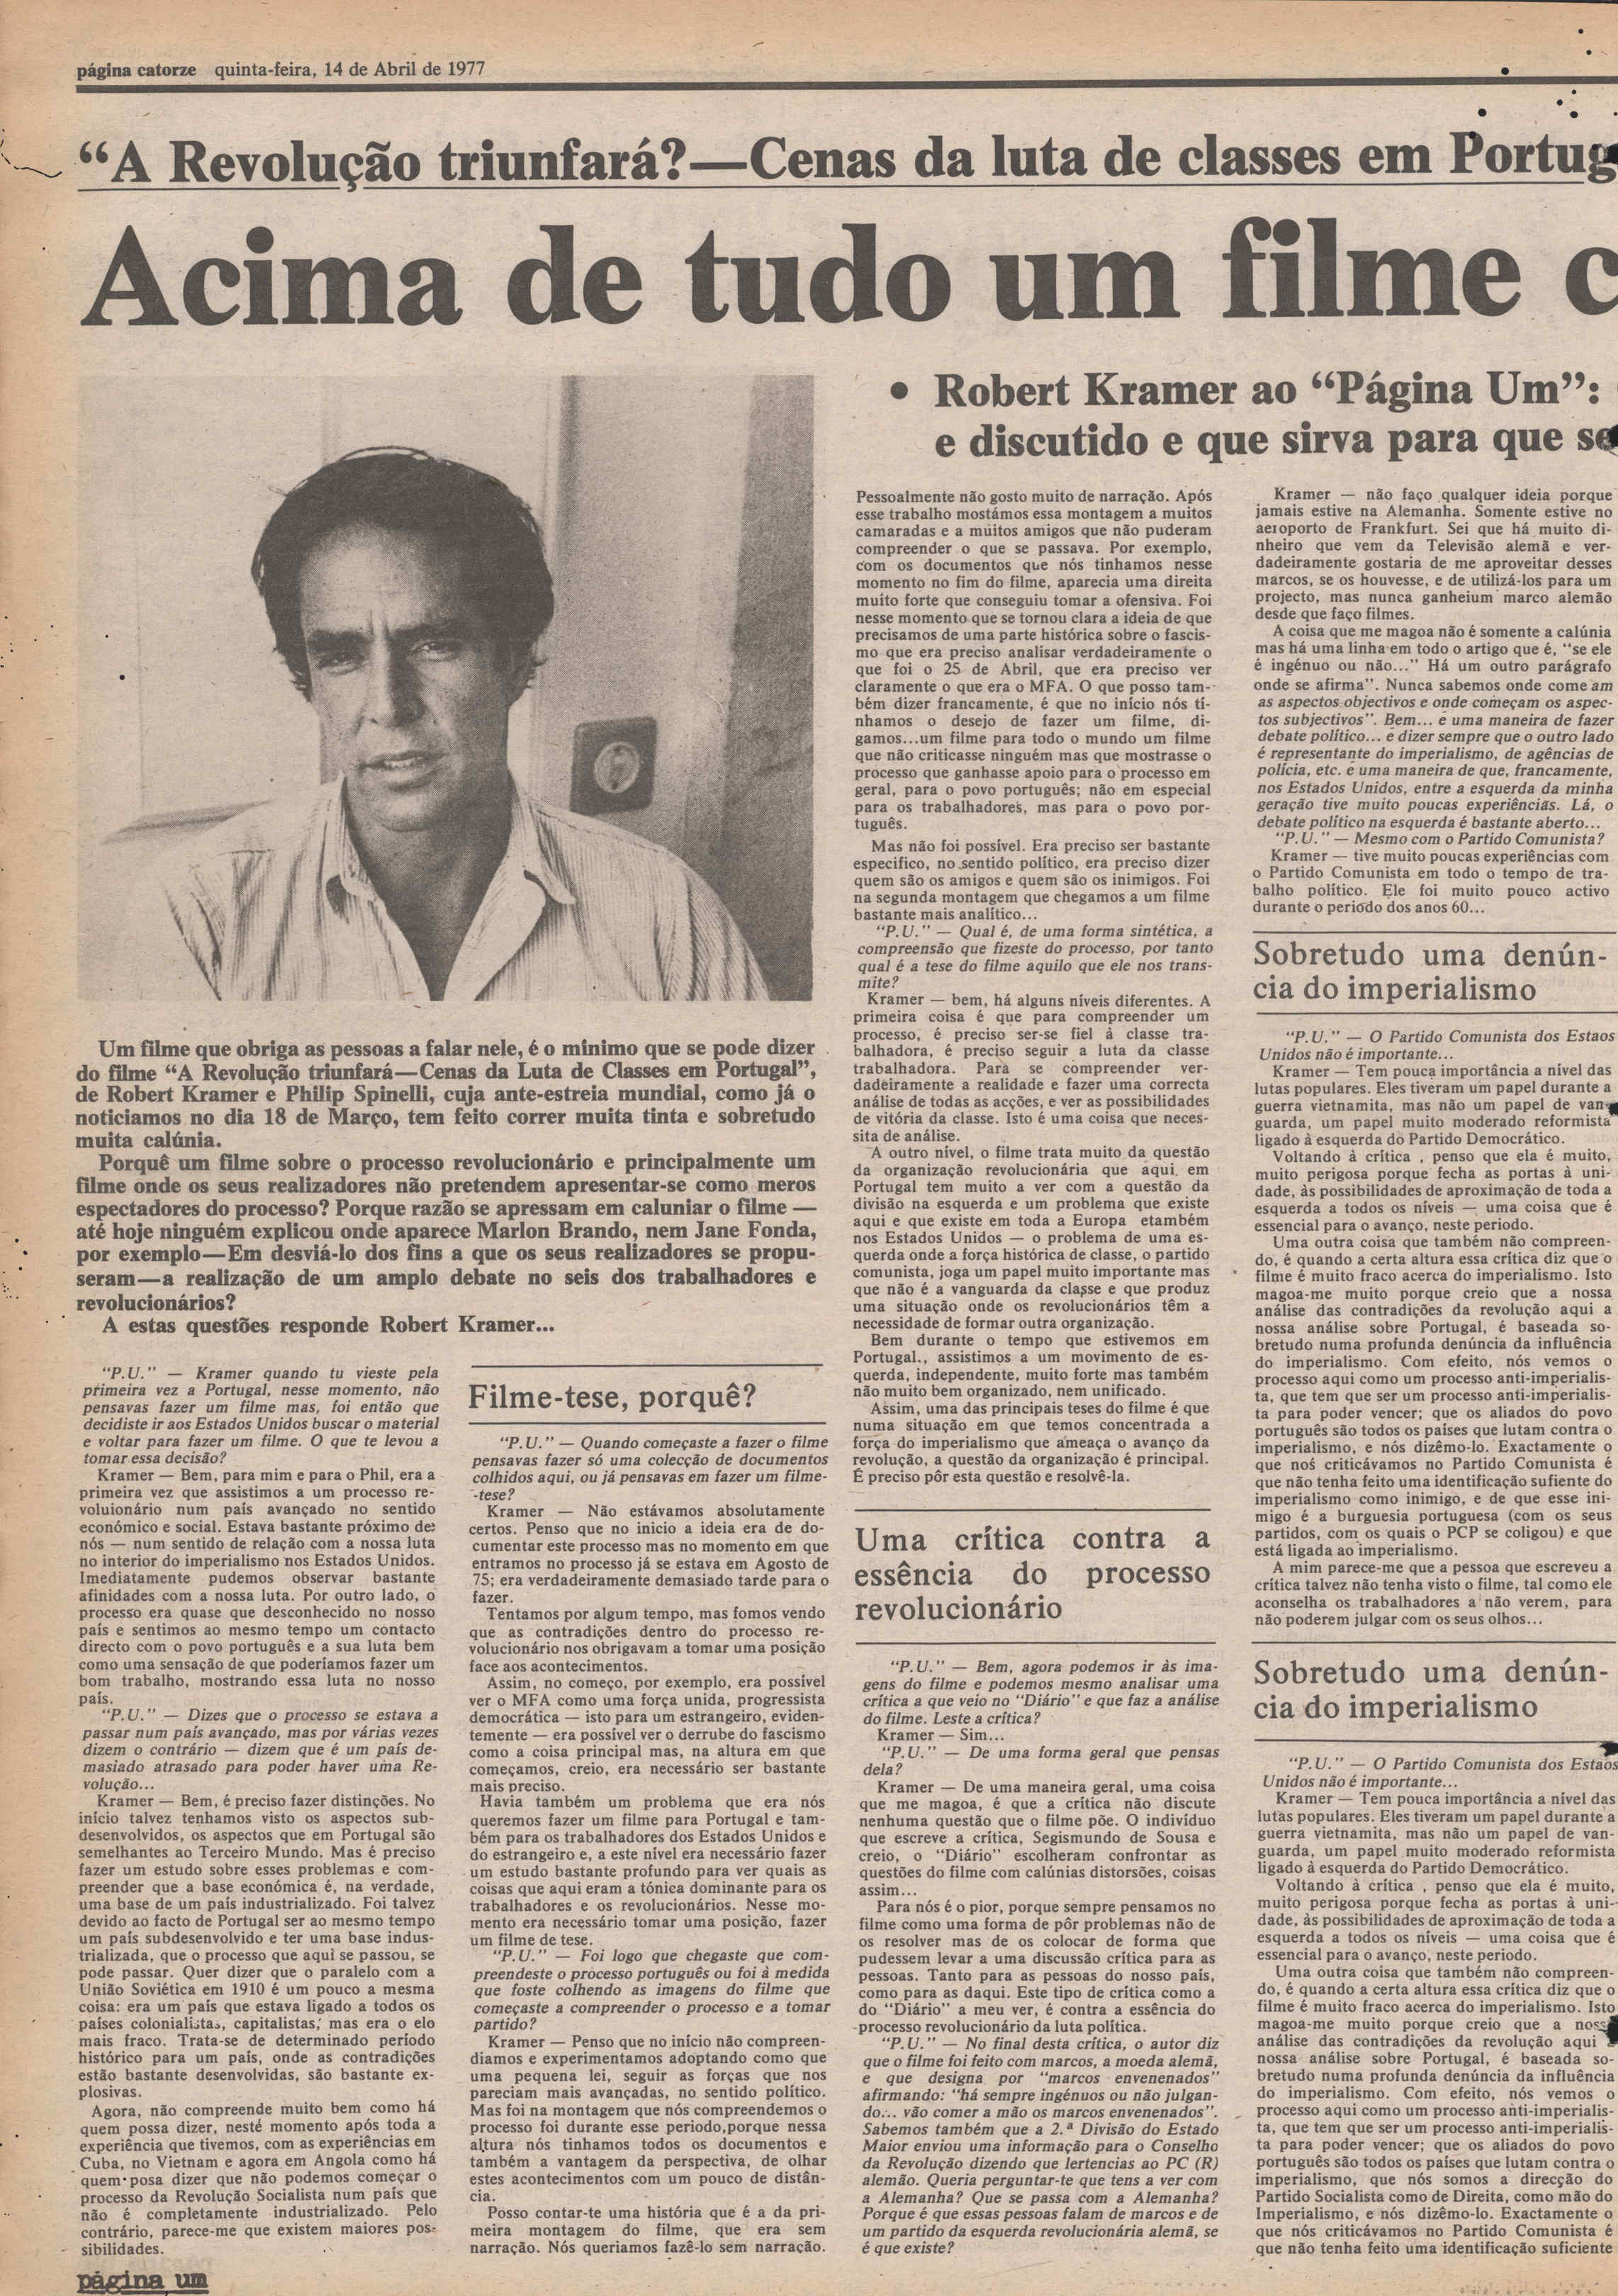 página catorze quinta-feira, 14 de Abril de 1977
“A Revolução triunfará?—Cenas da luta de classes em Portug
Acima de tudo um filme c
• Robert Kramer ao “Página Um”:
e discutido e que sirva para que se
Um filme que obriga as pessoas a falar nele, é o mínimo que se pode dizer
do filme “A Revolução triunfará—Cenas da Luta de Classes em Portugal”,
de Robert Kramer e Philip Spinelli, cuja ante-estreia mundial, como já o
noticiamos no dia 18 de Março, tem feito correr muita tinta e sobretudo
muita calúnia.
Porquê um filme sobre o processo revolucionário e principalmente um
filme onde os seus realizadores não pretendem apresentar-se como meros
espectadores do processo? Porque razão se apressam em caluniar o filme —
até hoje ninguém explicou onde aparece Marlon Brando, nem Jane Fonda,
por exemplo—Em desviá-lo dos fins a que os seus realizadores se propu-
seram—a realização de um amplo debate no seis dos trabalhadores e
revolucionários?
A estas questões responde Robert Kramer...
“P.U.” — Kramer quando tu vieste pela
primeira vez a Portugal, nesse momento, não
pensavas fazer um filme mas, foi então que
decidiste ir aos Estados Unidos buscar o material
e voltar para fazer um filme. O que te levou a
tomar essa decisão?
Kramer — Bem, para mim e para o Phil, era a
primeira vez que assistimos a um processo re-
voluionário num país avançado no sentido
económico e social. Estava bastante próximo de
nós — num sentido de relação com a nossa luta
no interior do imperialismo nos Estados Unidos.
Imediatamente pudemos observar bastante
afinidades com a nossa luta. Por outro lado, o
processo era quase que desconhecido no nosso
país e sentimos ao mesmo tempo um contacto
directo com o povo português e a sua luta bem
como uma sensação de que poderíamos fazer um
bom trabalho, mostrando essa luta no nosso
país.
“P.U.” — Dizes que o processo se estava a
passar num país avançado, mas por várias vezes
dizem o contrário — dizem que é um país de-
masiado atrasado para poder haver uma Re-
volução...
Kramer — Bem, é preciso fazer distinções. No
início talvez tenhamos visto os aspectos sub-
desenvolvidos, os aspectos que em Portugal são
semelhantes ao Terceiro Mundo. Mas é preciso
fazer um estudo sobre esses problemas e com-
preender que a base económica é, na verdade,
uma base de um país industrializado. Foi talvez
devido ao facto de Portugal ser ao mesmo tempo
um país subdesenvolvido e ter uma base indus-
trializada, que o processo que aqui se passou, se
pode passar. Quer dizer que o paralelo com a
União Soviética em 1910 é um pouco a mesma
coisa: era um país que estava ligado a todos os
países colonialistas, capitalistas, mas era o elo
mais fraco. Trata-se de determinado período
histórico para um país, onde as contradições
estão bastante desenvolvidas, são bastante ex-
plosivas.
Agora, não compreende muito bem como há
quem possa dizer, nesté momento após toda a
experiência que tivemos, com as experiências em
Cuba, no Vietnam e agora em Angola como há
quem posa dizer que não podemos começar o
processo da Revolução Socialista num país que
não é completamente industrializado. Pelo
contrário, parece-me que existem maiores pos-
sibilidades.
página um
Filme-tese, porquê?
“P.U.” — Quando começaste a fazer o filme
pensavas fazer só uma colecção de documentos
colhidos aqui, ou já pensavas em fazer um filme-
-tese?
Kramer — Não estávamos absolutamente
certos. Penso que no inicio a ideia era de do-
cumentar este processo mas no momento em que
entramos no processo já se estava em Agosto de
75; era verdadeiramente demasiado tarde para o
fazer.
Tentamos por algum tempo, mas fomos vendo
que as contradições dentro do processo re-
volucionário nos obrigavam a tomar uma posição
face aos acontecimentos.
Assim, no começo, por exemplo, era possível
ver o MFA como uma força unida, progressista
democrática — isto para um estrangeiro, eviden-
temente — era possível ver o derrube do fascismo
como a coisa principal mas, na altura em que
começamos, creio, era necessário ser bastante
mais preciso.
Havia também um problema que era nós
queremos fazer um filme para Portugal e tam-
bém para os trabalhadores dos Estados Unidos e
do estrangeiro e, a este nível era necessário fazer
um estudo bastante profundo para ver quais as
coisas que aqui eram a tónica dominante para os
trabalhadores e os revolucionários. Nesse mo-
mento era necessário tomar uma posição, fazer
um filme de tese.
“P.U.” — Foi logo que chegaste que com-
preendeste o processo português ou foi à medida
que foste colhendo as imagens do filme que
começaste a compreender o processo e a tomar
partido?
Kramer — Penso que no início não compreen-
diamos e experimentamos adoptando como que
uma pequena lei, seguir as forças que nos
pareciam mais avançadas, no sentido político.
Mas foi na montagem que nós compreendemos o
processo foi durante esse periodo,porque nessa
altura nós tinhamos todos os documentos e
também a vantagem da perspectiva, de olhar
estes acontecimentos com um pouco de distân-
cia.
Posso contar-te uma história que é a da pri-
meira montagem do filme, que era sem
narração. Nós queriamos fazê-lo sem narração.
Pessoalmente não gosto muito de narração. Após
esse trabalho mostámos essa montagem a muitos
camaradas e a muitos amigos que não puderam
compreender o que se passava. Por exemplo,
com os documentos que nós tinhamos nesse
momento no fim do filme, aparecia uma direita
muito forte que conseguiu tomar a ofensiva. Foi
nesse momento que se tornou clara a ideia de que
precisamos de uma parte histórica sobre o fascis-
mo que era preciso analisar verdadeiramente o
que foi o 25 de Abril, que era preciso ver
claramente o que era o MFA. O que posso tam-
bém dizer francamente, é que no início nós ti-
nhamos o desejo de fazer um filme, di-
gamos...um filme para todo o mundo um filme
que não criticasse ninguém mas que mostrasse o
processo que ganhasse apoio para o processo em
geral, para o povo português; não em especial
para os trabalhadores, mas para o povo por-
tuguês.
Mas não foi possível. Era preciso ser bastante
especifico, no sentido político, era preciso dizer
quem são os amigos e quem são os inimigos. Foi
na segunda montagem que chegamos a um filme
bastante mais analítico...
“P.U.” — Qual é, de uma forma sintética, a
compreensão que fizeste do processo, por tanto
qual é a tese do filme aquilo que ele nos trans-
mite?
Kramer — bem, há alguns níveis diferentes. A
primeira coisa é que para compreender um
processo, é preciso ser-se fiel à classe tra-
balhadora, é preciso seguir a luta da classe
trabalhadora. Para se compreender ver-
dadeiramente a realidade e fazer uma correcta
análise de todas as acções, e ver as possibilidades
de vitória da classe. Isto é uma coisa que neces-
sita de análise.
A outro nível, o filme trata muito da questão
da organização revolucionária que aqui em
Portugal tem muito a ver com a questão da
divisão na esquerda e um problema que existe
aqui e que existe em toda a Europa etambém
nos Estados Unidos — o problema de uma es-
querda onde a força histórica de classe, o partido
comunista, joga um papel muito importante mas
que não é a vanguarda da classe e que produz
uma situação onde os revolucionários têm a
necessidade de formar outra organização.
Bem durante o tempo que estivemos em
Portugal., assistimos a um movimento de es-
querda, independente, muito forte mas também
não muito bem organizado, nem unificado.
Assim, uma das principais teses do filme é que
numa situação em que temos concentrada a
força do imperialismo que ameaça o avanço da
revolução, a questão da organização é principal.
É preciso pôr esta questão e resolvê-la.
Uma crítica contra a
essência do processo
revolucionário
“P.U.” — Bem, agora podemos ir às ima-
gens do filme e podemos mesmo analisar uma
crítica a que veio no “Diário” e que faz a análise
do filme. Leste a crítica?
Kramer — Sim...
“P.U.” — De uma forma geral que pensas
dela?
Kramer — De uma maneira geral, uma coisa
que me magoa, é que a crítica não discute
nenhuma questão que o filme põe. O indivíduo
que escreve a crítica, Segismundo de Sousa e
creio, o “Diário” escolheram confrontar as
questões do filme com calúnias distorsões, coisas
assim...
Para nós é o pior, porque sempre pensamos no
filme como uma forma de pôr problemas não de
os resolver mas de os colocar de forma que
pudessem levar a uma discussão crítica para as
pessoas. Tanto para as pessoas do nosso país,
como para as daqui. Este tipo de crítica como a
do “Diário” a meu ver, é contra a essência do
processo revolucionário da luta política.
“P.U.” — No final desta crítica, o autor diz
que o filme foi feito com marcos, a moeda alemã,
e que designa por “marcos envenenados”
afirmando: “há sempre ingénuos ou não julgan-
do... vão comer a mão os marcos envenenados”.
Sabemos também que a 2.ª Divisão do Estado
Maior enviou uma informação para o Conselho
da Revolução dizendo que lertencias ao PC (R)
alemão. Queria perguntar-te que tens a ver com
a Alemanha? Que se passa com a Alemanha?
Porque é que essas pessoas falam de marcos e de
um partido da esquerda revolucionária alemã, se
é que existe?
Kramer — não faço qualquer ideia porque
jamais estive na Alemanha. Somente estive no
aeroporto de Frankfurt. Sei que há muito di-
nheiro que vem da Televisão alemã e ver-
dadeiramente gostaria de me aproveitar desses
marcos, se os houvesse, e de utilizá-los para um
projecto, mas nunca ganheium marco alemão
desde que faço filmes.
A coisa que me magoa não é somente a calúnia
mas há uma linha em todo o artigo que é, “se ele
é ingénuo ou não...” Há um outro parágrafo
onde se afirma”. Nunca sabemos onde come am
as aspectos objectivos e onde começam os aspec-
tos subjectivos”. Bem... é uma maneira de fazer
debate político... e dizer sempre que o outro lado
é representante do imperialismo, de agências de
polícia, etc. e uma maneira de que, francamente,
nos Estados Unidos, entre a esquerda da minha
geração tive muito poucas experiências. Lá, o
debate político na esquerda é bastante aberto...
“P.U.” — Mesmo com o Partido Comunista?
Kramer — tive muito poucas experiências com
o Partido Comunista em todo o tempo de tra-
balho político. Ele foi muito pouco activo
durante o período dos anos 60...
Sobretudo uma denún-
cia do imperialismo
“P.U.” — O Partido Comunista dos Estaos
Unidos não é importante...
Kramer — Tem pouca importância a nível das
lutas populares. Eles tiveram um papel durante a
guerra vietnamita, mas não um papel de van-
guarda, um papel muito moderado reformista
ligado à esquerda do Partido Democrático.
Voltando à crítica , penso que ela é muito,
muito perigosa porque fecha as portas à uni-
dade, às possibilidades de aproximação de toda a
esquerda a todos os níveis — uma coisa que é
essencial para o avanço, neste periodo.
Uma outra coisa que também não compreen-
do, é quando a certa altura essa crítica diz que o
filme é muito fraco acerca do imperialismo. Isto
magoa-me muito porque creio que a nossa
análise das contradições da revolução aqui a
nossa análise sobre Portugal, é baseada so-
bretudo numa profunda denúncia da influência
do imperialismo. Com efeito, nós vemos o
processo aqui como um processo anti-imperialis-
ta, que tem que ser um processo anti-imperialis-
ta para poder vencer; que os aliados do povo
português são todos os países que lutam contra o
imperialismo, e nós dizêmo-lo. Exactamente o
que nós criticávamos no Partido Comunista é
que não tenha feito uma identificação sufiente do
imperialismo como inimigo, e de que esse ini-
migo é a burguesia portuguesa (com os seus
partidos, com os quais o PCP se coligou) e que
está ligada ao imperialismo.
A mim parece-me que a pessoa que escreveu a
crítica talvez não tenha visto o filme, tal como ele
aconselha os trabalhadores a não verem, para
não poderem julgar com os seus olhos...
Sobretudo uma denún-
cia do imperialismo
“P.U.” — O Partido Comunista dos Estaos
Unidos não é importante...
Kramer — Tem pouca importância a nível das
lutas populares. Eles tiveram um papel durante a
guerra vietnamita, mas não um papel de van-
guarda, um papel muito moderado reformista
ligado à esquerda do Partido Democrático.
Voltando à crítica , penso que ela é muito,
muito perigosa porque fecha as portas à uni-
dade, às possibilidades de aproximação de toda a
esquerda a todos os níveis — uma coisa que é
essencial para o avanço, neste periodo.
Uma outra coisa que também não compreen-
do, é quando a certa altura essa crítica diz que o
filme é muito fraco acerca do imperialismo. Isto
magoa-me muito porque creio que a
análise das contradições da revolução aqui
nossa análise sobre Portugal, é baseada so-
bretudo numa profunda denúncia da influência
do imperialismo. Com efeito, nós vemos o
processo aqui como um processo anti-imperialis-
ta, que tem que ser um processo anti-imperialis-
ta para poder vencer; que os aliados do povo
português são todos os países que lutam contra o
imperialismo, que nós somos a direcção do
Partido Socialista como de Direita, como mão do
Imperialismo, e nós dizêmo-lo. Exactamente o
que nós criticávamos no Partido Comunista é
que não tenha feito uma identificação suficiente